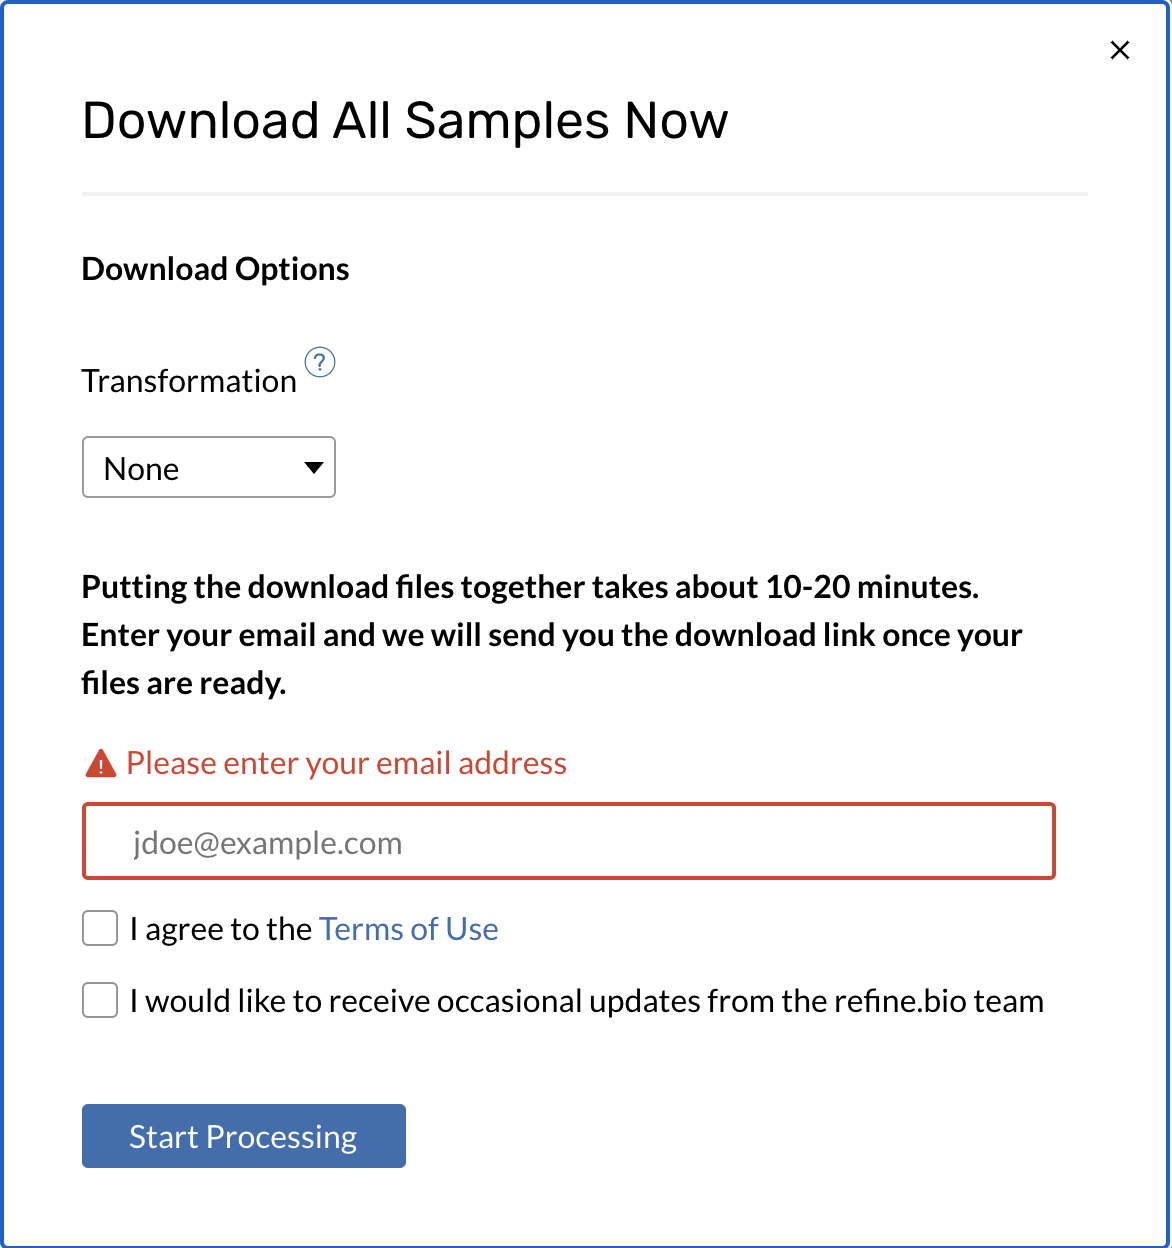 Download All Samples Now
Download Options
Transformation ?
None
Putting the download files together takes about 10-20 minutes.
Enter your email and we will send you the download link once your
files are ready.
Please enter your email address
jdoe@example.com
I agree to the Terms of Use
I would like to receive occasional updates from the refine.bio team
Start Processing